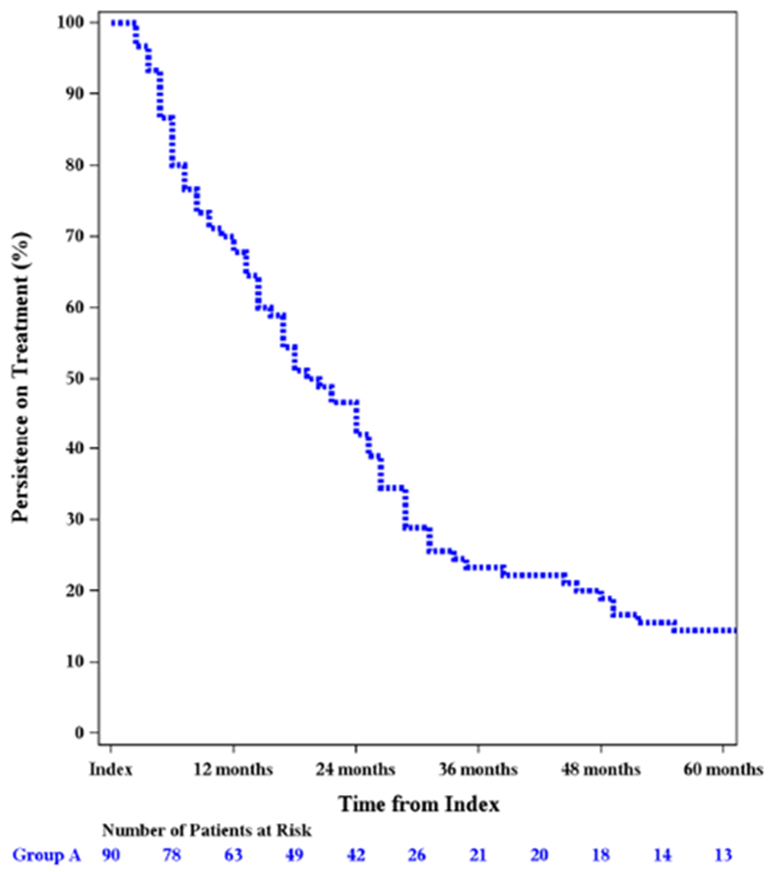 Persistence on Treatment (%)
100
90
80
70
60
50
40
30
20
10
0
Index 12 months 24 months 36 months 48 months 60 months
Time from Index
Number of Patients at Risk
Group A 90 78 63 49 42 26 21 20 18 14 13